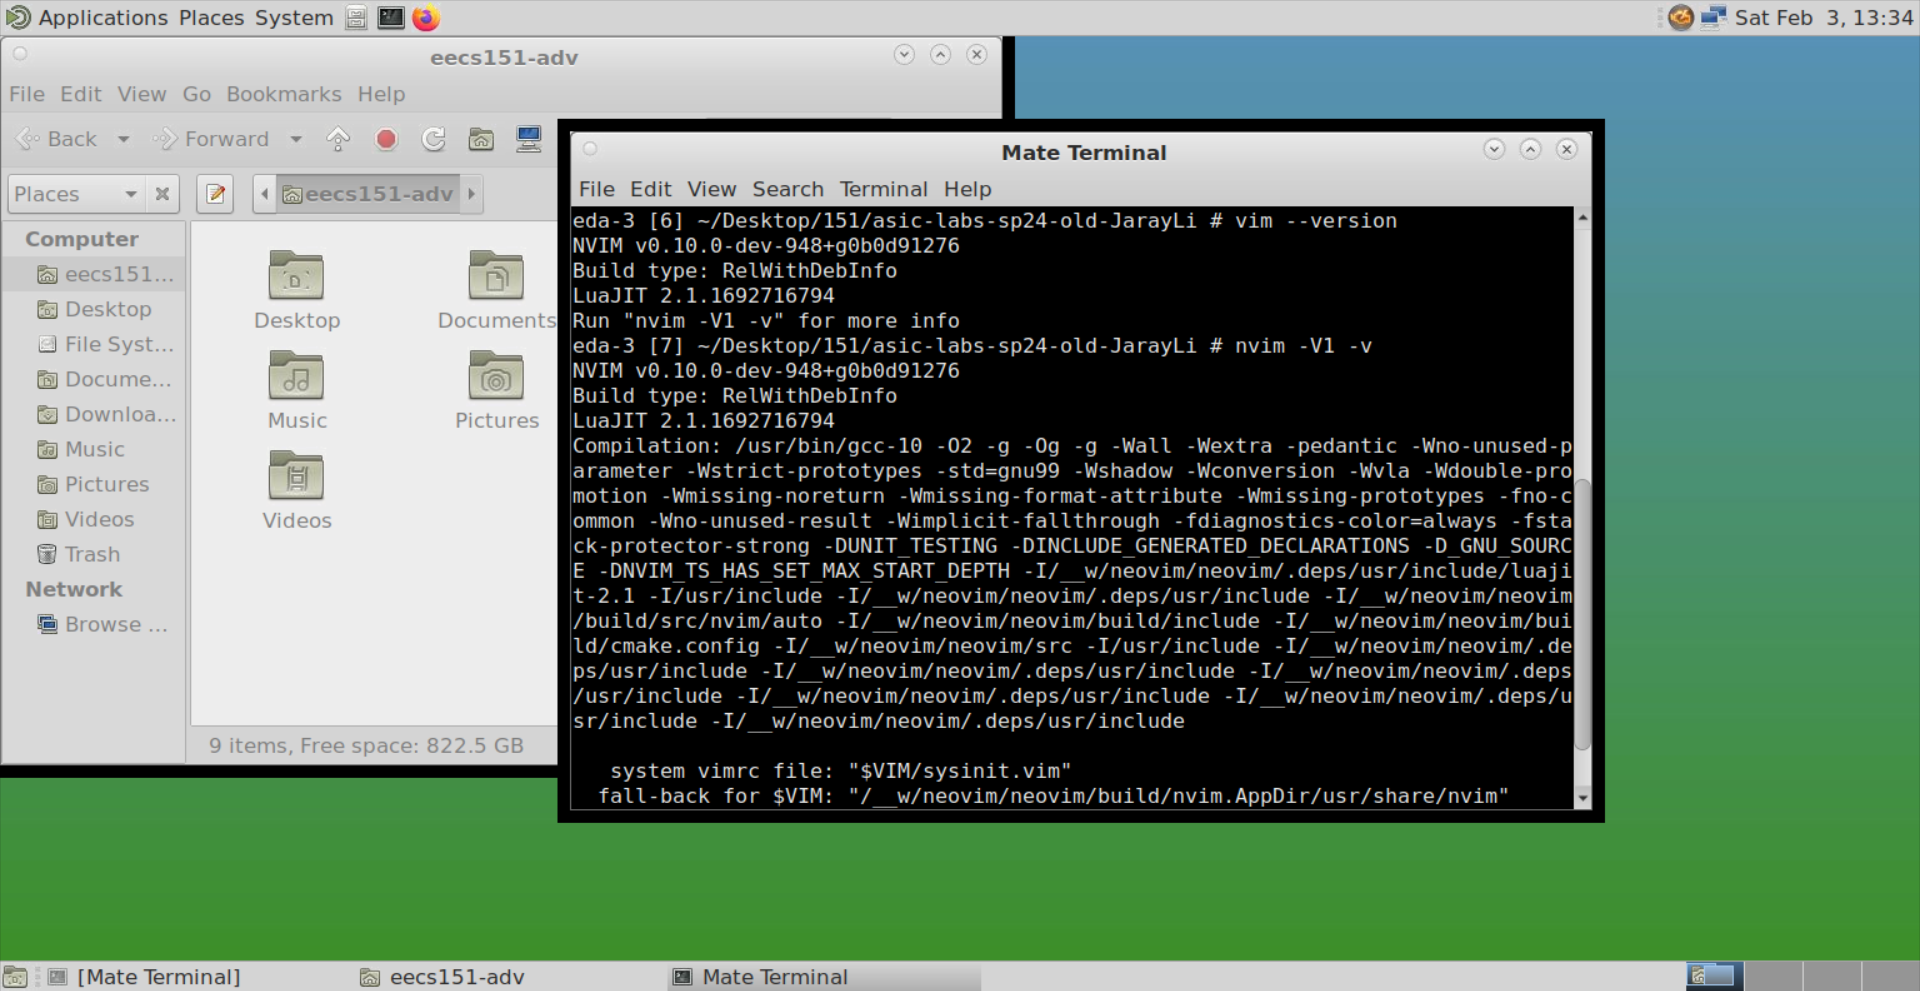 Applications Places System
Sat Feb 3, 13:34
eecs151-adv
File Edit View Go Bookmarks Help
Back Forward
Places
eecs151-adv
Computer
eecs151...
Desktop
File Syst...
Docume...
Downloa...
Music
Pictures
Videos
Trash
Network
Browse ...
Desktop
Documents
Music
Pictures
Videos
9 items, Free space: 822.5 GB
Mate Terminal
File Edit View Search Terminal Help
eda-3 [6] ~/Desktop/151/asic-labs-sp24-old-JarayLi # vim --version
NVIM v0.10.0-dev-948+g0b0d91276
Build type: RelWithDebInfo
LuaJIT 2.1.1692716794
Run "nvim -V1 -v" for more info
eda-3 [7] ~/Desktop/151/asic-labs-sp24-old-JarayLi # nvim -V1 -v
NVIM v0.10.0-dev-948+g0b0d91276
Build type: RelWithDebInfo
LuaJIT 2.1.1692716794
Compilation: /usr/bin/gcc-10 -O2 -g -Og -g -Wall -Wextra -pedantic -Wno-unused-p
arameter -Wstrict-prototypes -std=gnu99 -Wshadow -Wconversion -Wvla -Wdouble-pro
motion -Wmissing-noreturn -Wmissing-format-attribute -Wmissing-prototypes -fno-c
ommon -Wno-unused-result -Wimplicit-fallthrough -fdiagnostics-color=always -fsta
ck-protector-strong -DUNIT_TESTING -DINCLUDE_GENERATED_DECLARATIONS -D_GNU_SOURC
E -DNVIM_TS_HAS_SET_MAX_START_DEPTH -I/__w/neovim/neovim/.deps/usr/include/luaji
t-2.1 -I/usr/include -I/__w/neovim/neovim/.deps/usr/include -I/__w/neovim/neovim
/build/src/nvim/auto -I/__w/neovim/neovim/build/include -I/__w/neovim/neovim/bui
ld/cmake.config -I/__w/neovim/neovim/src -I/usr/include -I/__w/neovim/neovim/.de
ps/usr/include -I/__w/neovim/neovim/.deps/usr/include -I/__w/neovim/neovim/.deps
/usr/include -I/__w/neovim/neovim/.deps/usr/include -I/__w/neovim/neovim/.deps/u
sr/include -I/__w/neovim/neovim/.deps/usr/include
system vimrc file: "$VIM/sysinit.vim"
fall-back for $VIM: "/__w/neovim/neovim/build/nvim.AppDir/usr/share/nvim"
[Mate Terminal]
eecs151-adv
Mate Terminal